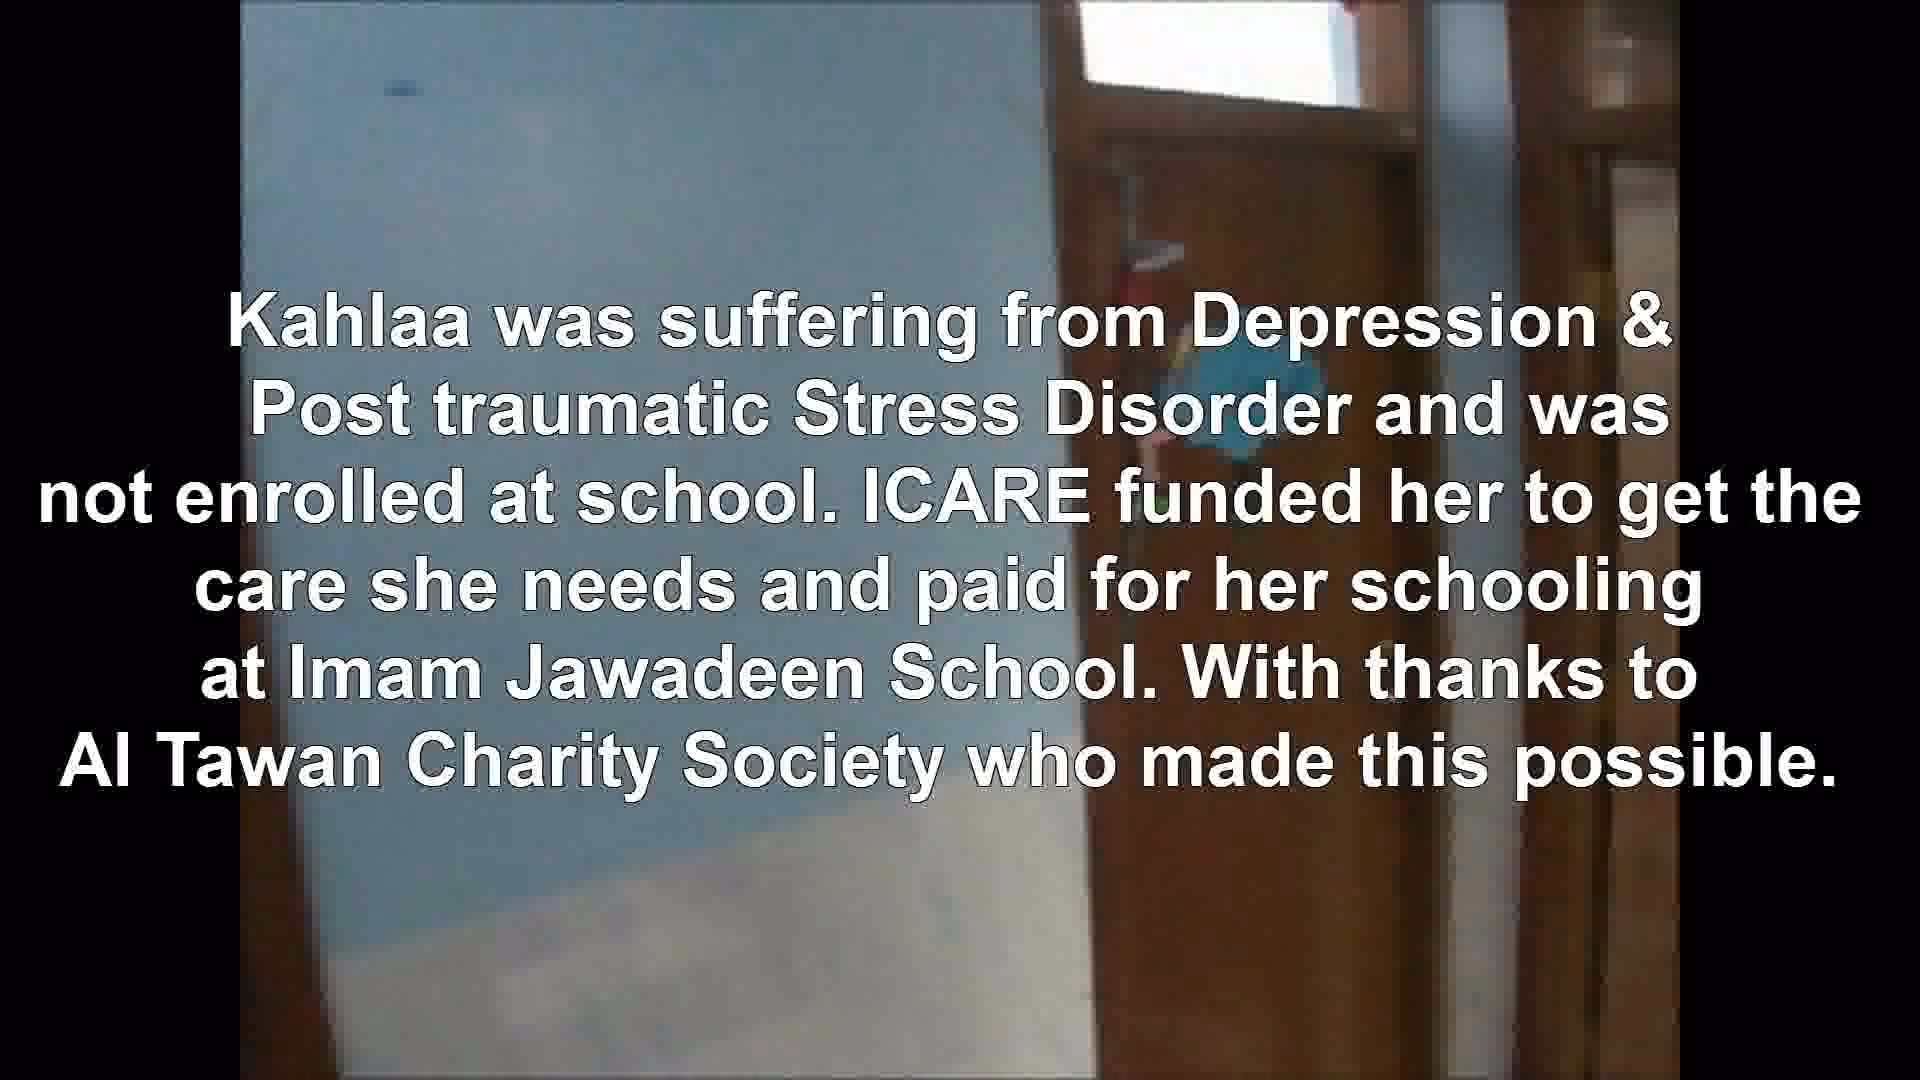 Kahlaa was suffering from Depression &
Post traumatic Stress Disorder and was
not enrolled at school. ICARE funded her to get the
care she needs and paid for her schooling
at Imam Jawadeen School. With thanks to
Al Tawan Charity Society who made this possible.